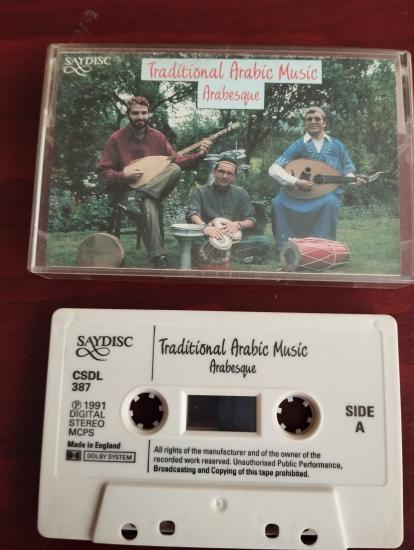 SAYDISC
Traditional Arabic Music
Arabesque
SAYDISC
CSDL
387
℗ 1991
DIGITAL
STEREO
MCPS
Made in England
DOLBY SYSTEM
Traditional Arabic Music
Arabesque
SIDE
A
All rights of the manufacturer and of the owner of the
recorded work reserved. Unauthorised Public Performance,
Broadcasting and Copying of this tape prohibited.